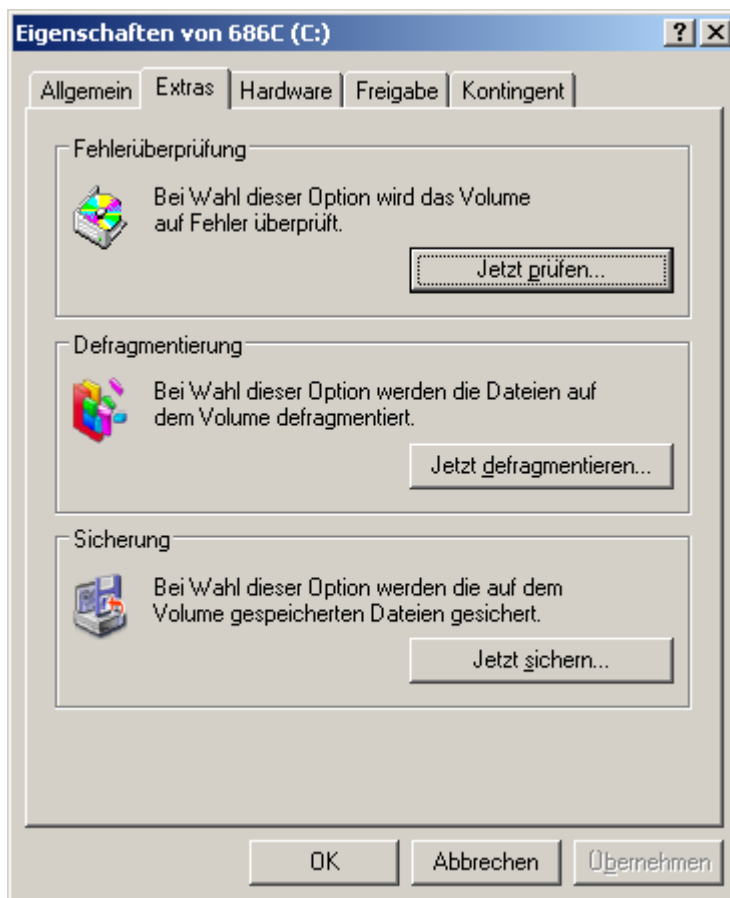 Eigenschaften von 686C (C:)
Allgemein Extras Hardware Freigabe Kontingent
Fehlerüberprüfung
Bei Wahl dieser Option wird das Volume
auf Fehler überprüft.
Jetzt prüfen...
Defragmentierung
Bei Wahl dieser Option werden die Dateien auf
dem Volume defragmentiert.
Jetzt defragmentieren...
Sicherung
Bei Wahl dieser Option werden die auf dem
Volume gespeicherten Dateien gesichert.
Jetzt sichern...
OK Abbrechen Übernehmen